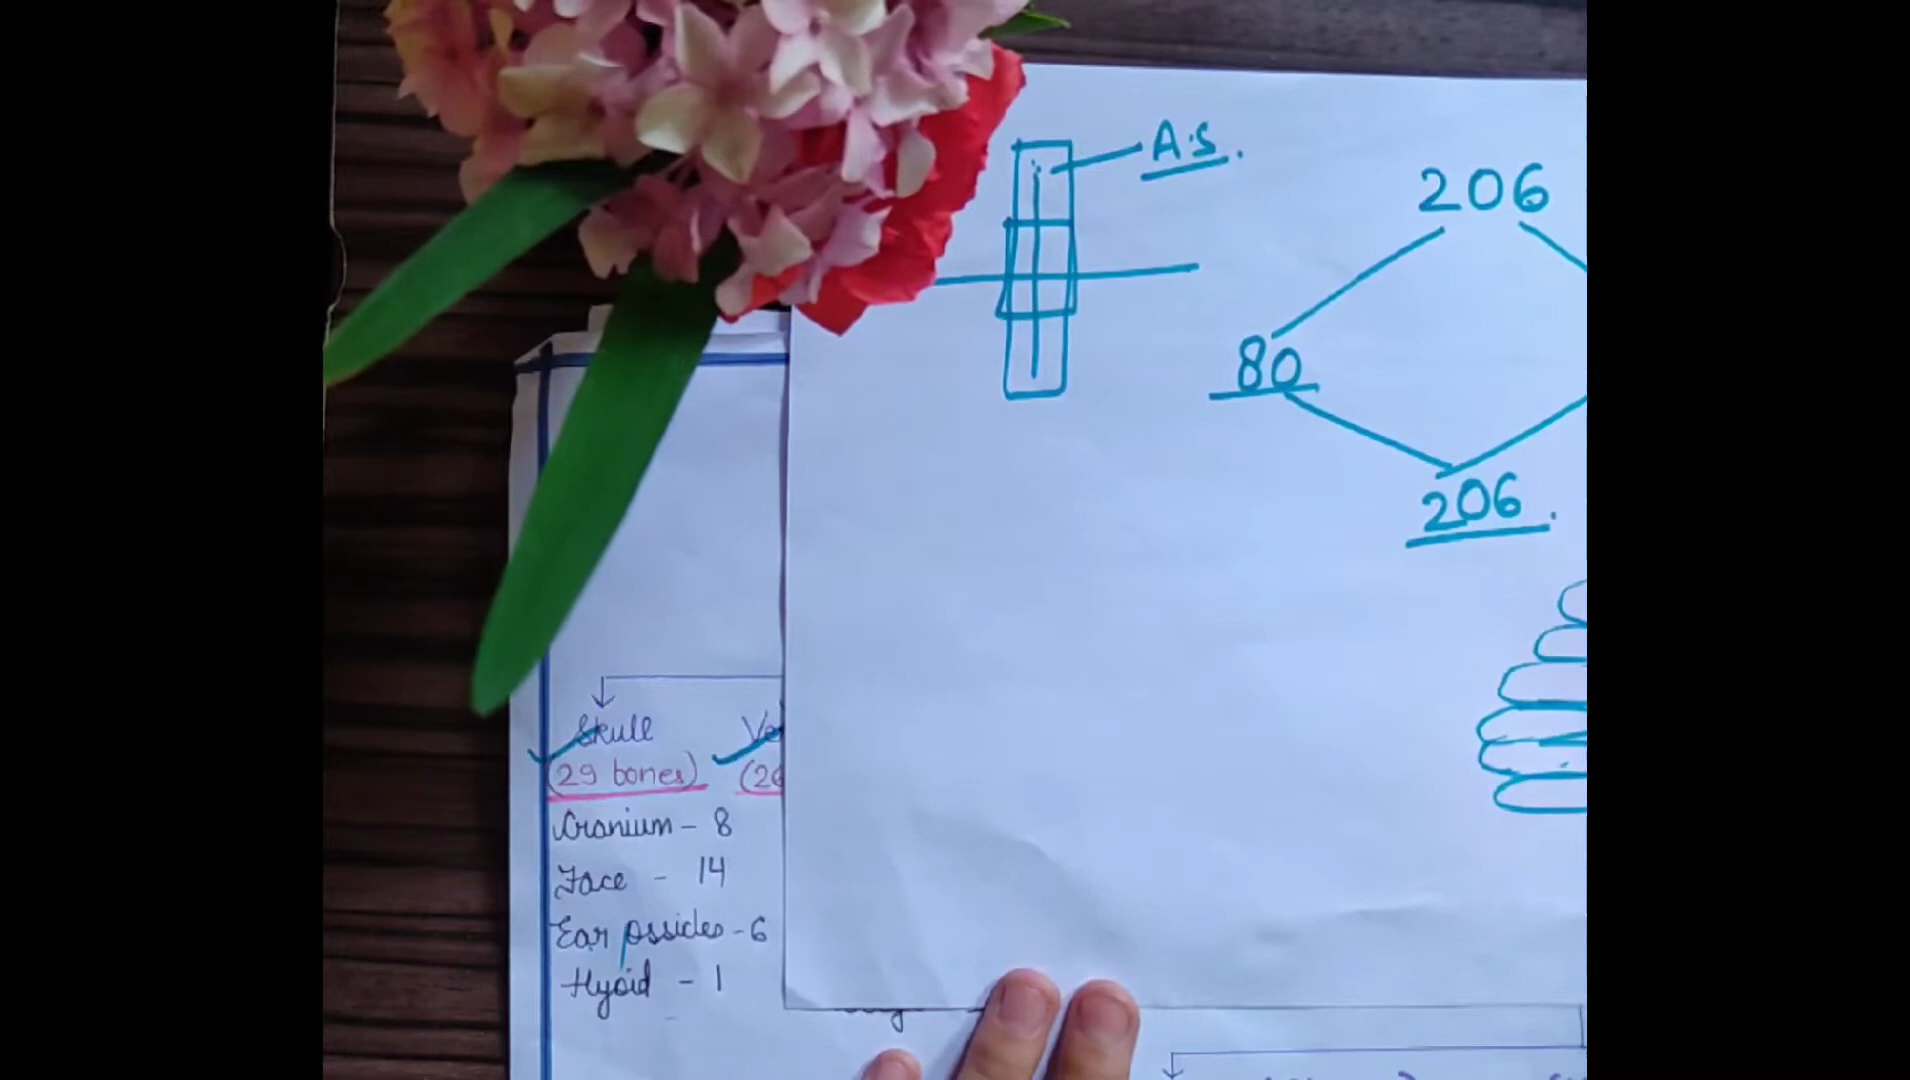 A.S.
206
80
206.
Skull
(29 bones)
Cranium - 8
Face - 14
Ear ossicles - 6
Hyoid - 1